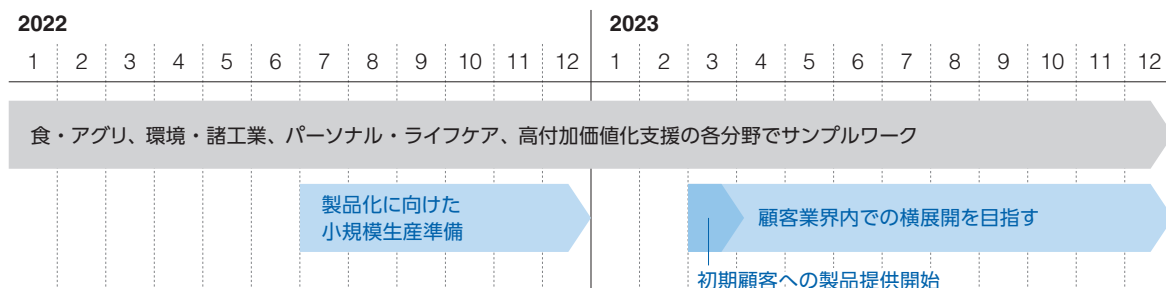 2022 2023
1 2 3 4 5 6 7 8 9 10 11 12 1 2 3 4 5 6 7 8 9 10 11 12
食・アグリ、環境・諸工業、パーソナル・ライフケア、高付加価値化支援の各分野でサンプルワーク
製品化に向けた
小規模生産準備
顧客業界内での横展開を目指す
初期顧客への製品提供開始